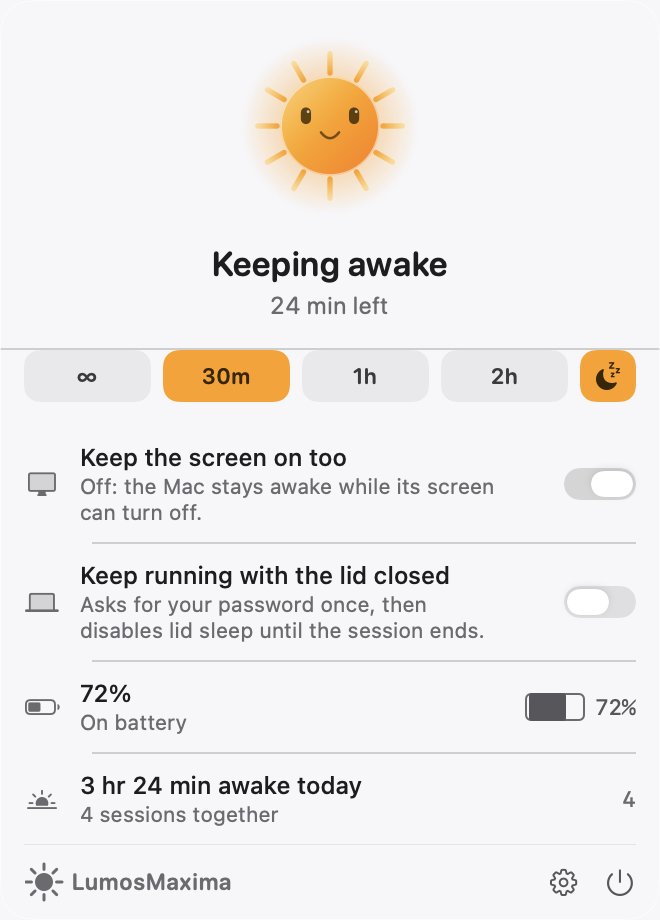 Keeping awake
24 min left
∞ 30m 1h 2h zzz
Keep the screen on too
Off: the Mac stays awake while its screen
can turn off.
Keep running with the lid closed
Asks for your password once, then
disables lid sleep until the session ends.
72%
On battery
72%
3 hr 24 min awake today
4 sessions together
4
LumosMaxima